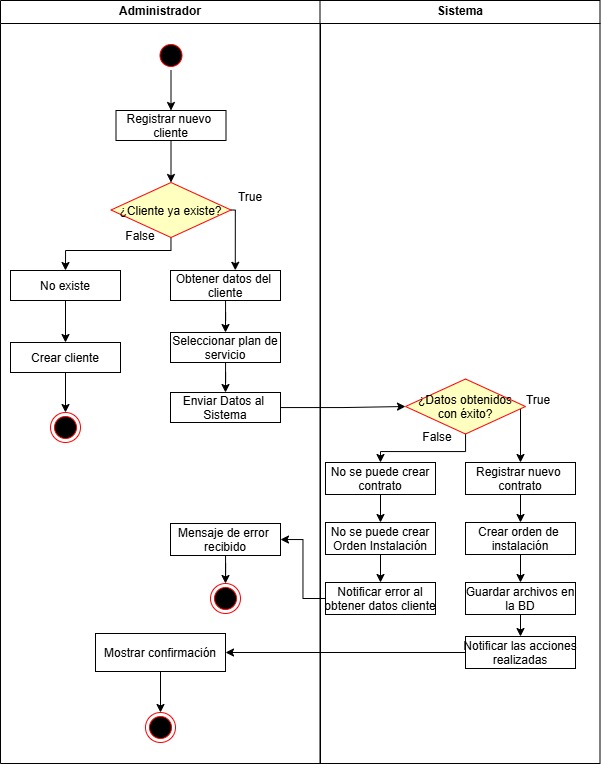 Administrador
Sistema
Registrar nuevo
cliente
¿Cliente ya existe?
True
False
No existe
Obtener datos del
cliente
Crear cliente
Seleccionar plan de
servicio
Enviar Datos al
Sistema
¿Datos obtenidos
con éxito?
True
False
No se puede crear
contrato
Registrar nuevo
contrato
No se puede crear
Orden Instalación
Crear orden de
instalación
Mensaje de error
recibido
Notificar error al
obtener datos cliente
Guardar archivos en
la BD
Mostrar confirmación
Notificar las acciones
realizadas